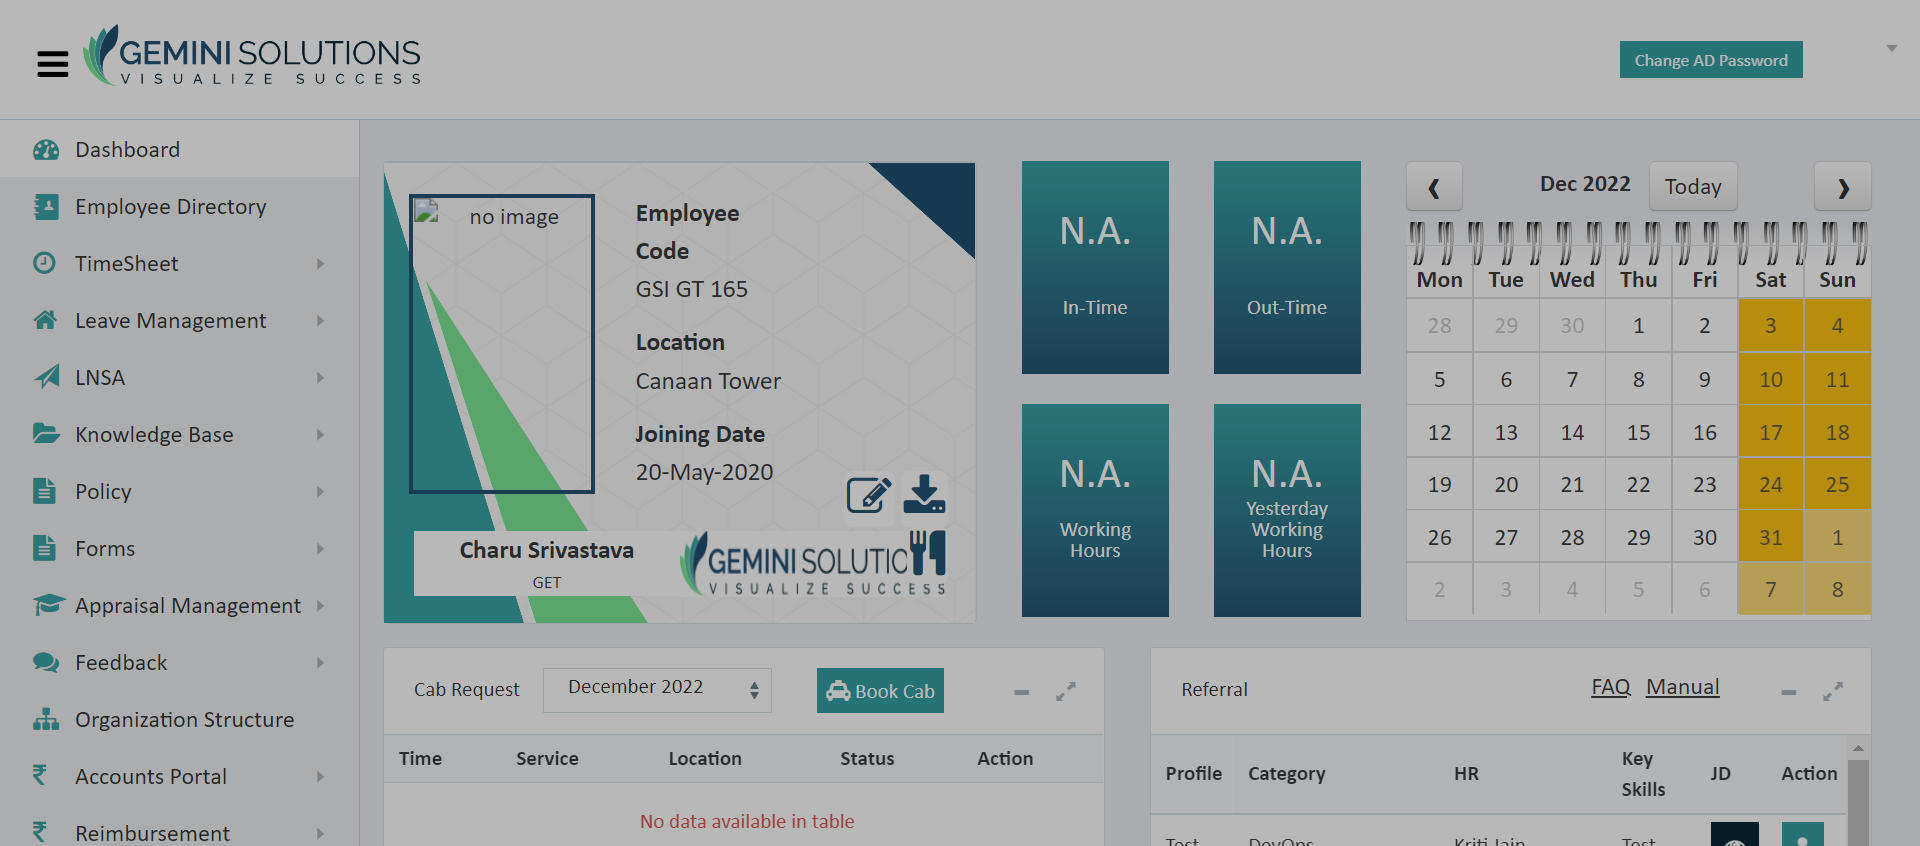 GEMINI SOLUTIONS
VISUALIZE SUCCESS
Change AD Password
Dashboard
Employee Directory
TimeSheet
Leave Management
LNSA
Knowledge Base
Policy
Forms
Appraisal Management
Feedback
Organization Structure
Accounts Portal
Reimbursement
no image
Employee
Code
GSI GT 165
Location
Canaan Tower
Joining Date
20-May-2020
Charu Srivastava
GET
GEMINI SOLUTIO
VISUALIZE SUCCESS
N.A.
In-Time
N.A.
Out-Time
N.A.
Working
Hours
N.A.
Yesterday
Working
Hours
❮ Dec 2022 Today ❯
Mon Tue Wed Thu Fri Sat Sun
28 29 30 1 2 3 4
5 6 7 8 9 10 11
12 13 14 15 16 17 18
19 20 21 22 23 24 25
26 27 28 29 30 31 1
2 3 4 5 6 7 8
Cab Request December 2022 Book Cab
Time Service Location Status Action
No data available in table
Referral FAQ Manual
Profile Category HR Key Skills JD Action
Test DevOps Kriti Jain Test